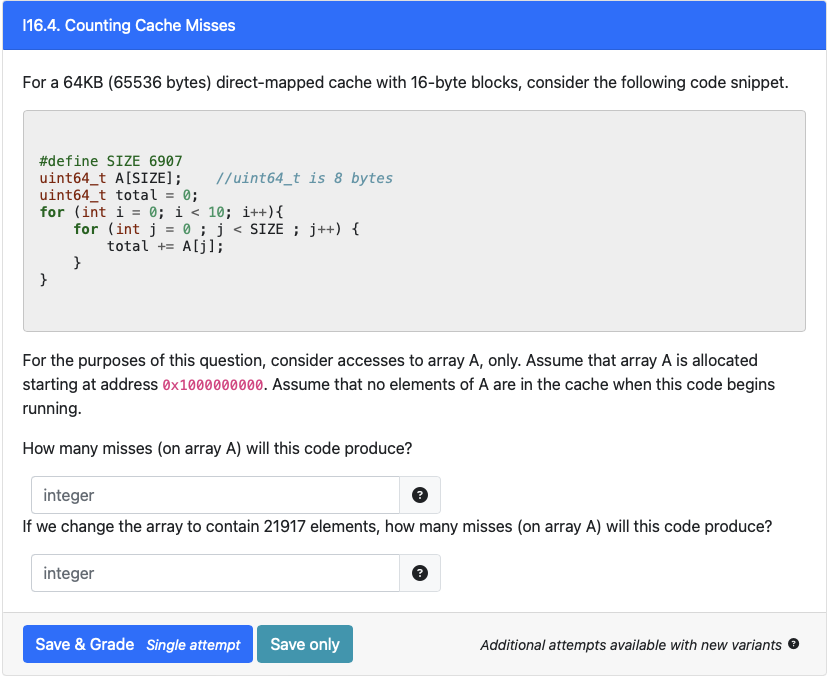 I16.4. Counting Cache Misses
For a 64KB (65536 bytes) direct-mapped cache with 16-byte blocks, consider the following code snippet.
#define SIZE 6907
uint64_t A[SIZE];    //uint64_t is 8 bytes
uint64_t total = 0;
for (int i = 0; i < 10; i++){
    for (int j = 0 ; j < SIZE ; j++) {
        total += A[j];
    }
}
For the purposes of this question, consider accesses to array A, only. Assume that array A is allocated
starting at address 0x1000000000. Assume that no elements of A are in the cache when this code begins
running.
How many misses (on array A) will this code produce?
integer
?
If we change the array to contain 21917 elements, how many misses (on array A) will this code produce?
integer
?
Save & Grade Single attempt
Save only
Additional attempts available with new variants ?